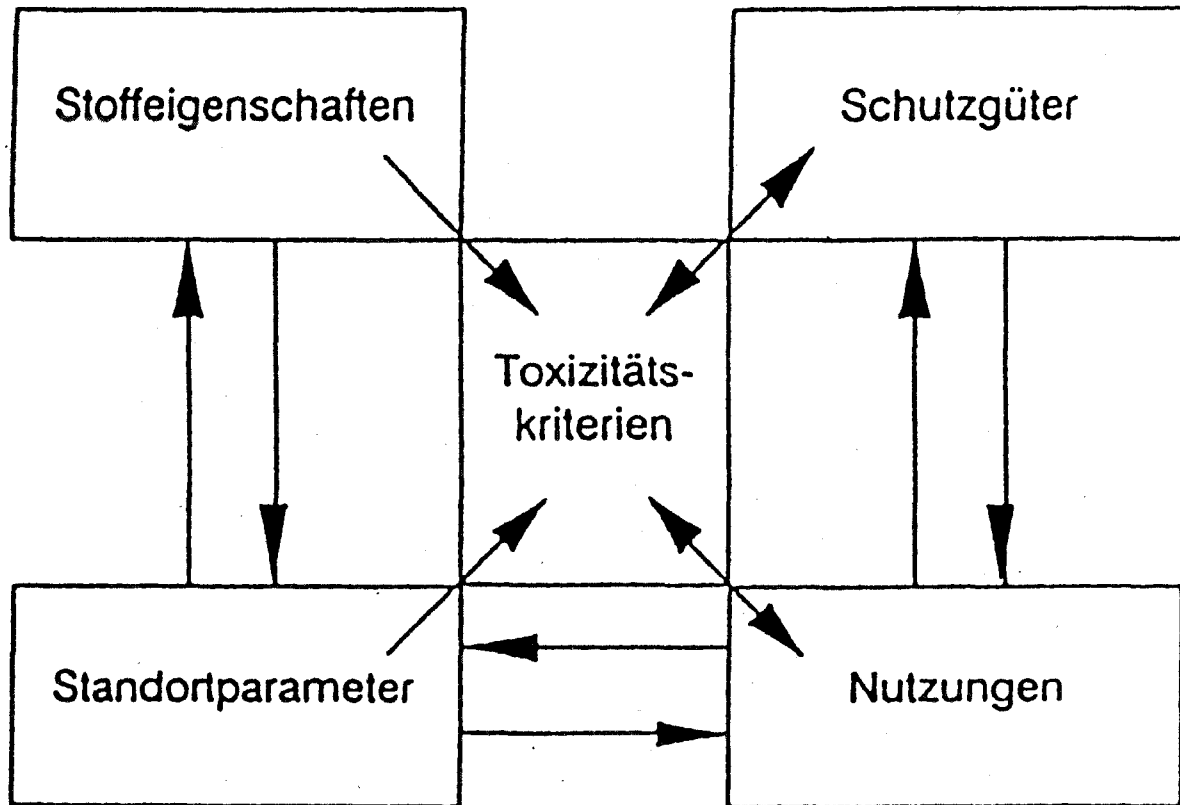 Stoffeigenschaften
Schutzgüter
Toxizitäts-
kriterien
Standortparameter
Nutzungen